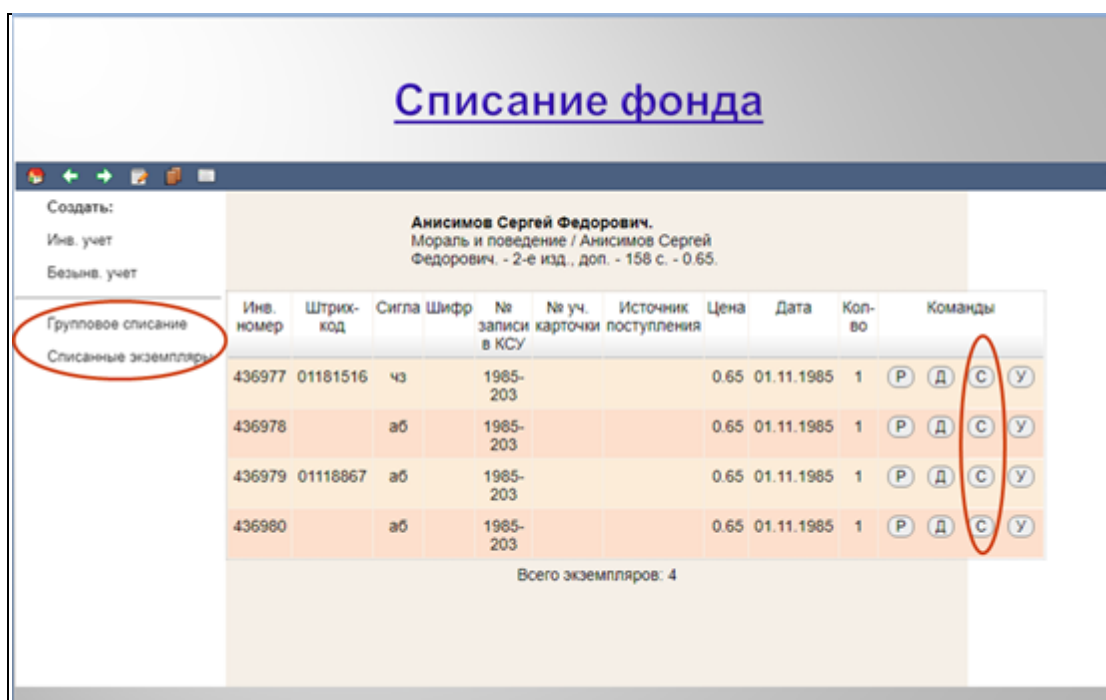 Списание фонда
Создать:
Инв. учет
Безынв. учет
Групповое списание
Списанные экземпляры
Анисимов Сергей Федорович.
Мораль и поведение / Анисимов Сергей
Федорович. - 2-е изд., доп. - 158 с. - 0.65.
Инв. номер Штрих-код Сигла Шифр № записи в КСУ № уч. карточки Источник поступления Цена Дата Кол-во Команды
436977 01181516 чз 1985-203 0.65 01.11.1985 1 Р Д С У
436978 аб 1985-203 0.65 01.11.1985 1 Р Д С У
436979 01118867 аб 1985-203 0.65 01.11.1985 1 Р Д С У
436980 аб 1985-203 0.65 01.11.1985 1 Р Д С У
Всего экземпляров: 4